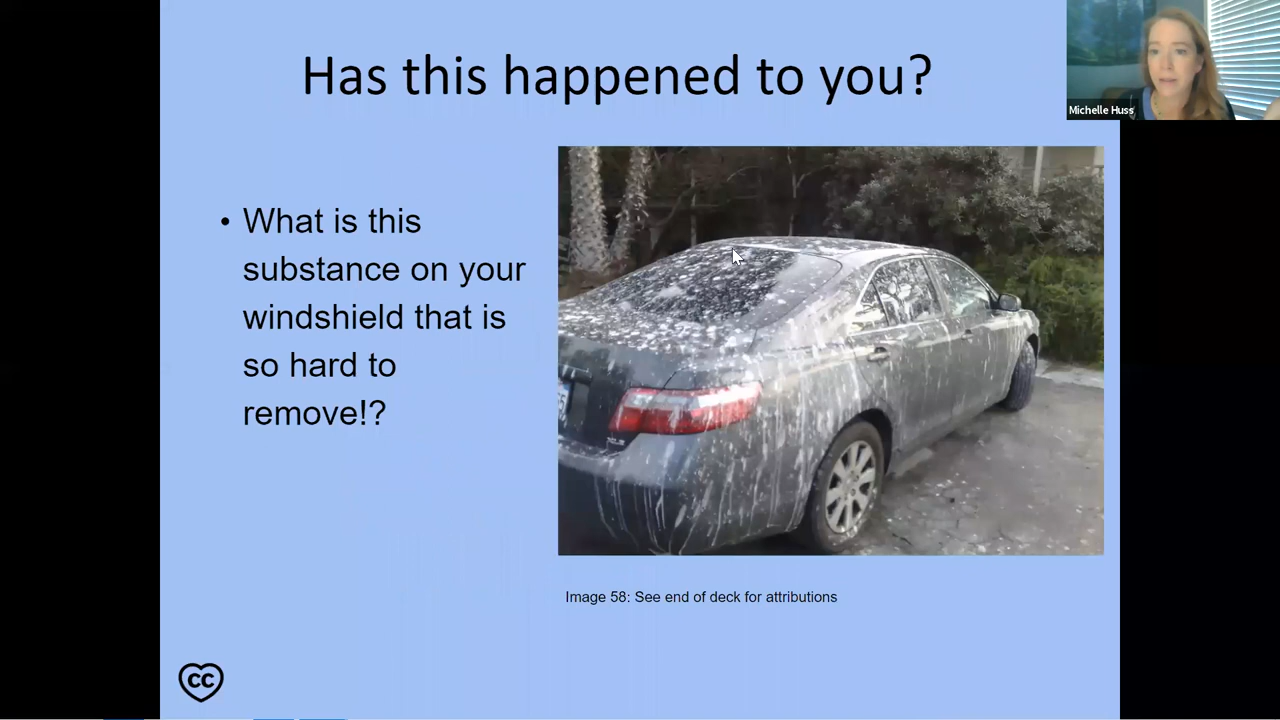 Has this happened to you?
Michelle Huss
• What is this
substance on your
windshield that is
so hard to
remove!?
Image 58: See end of deck for attributions
CC